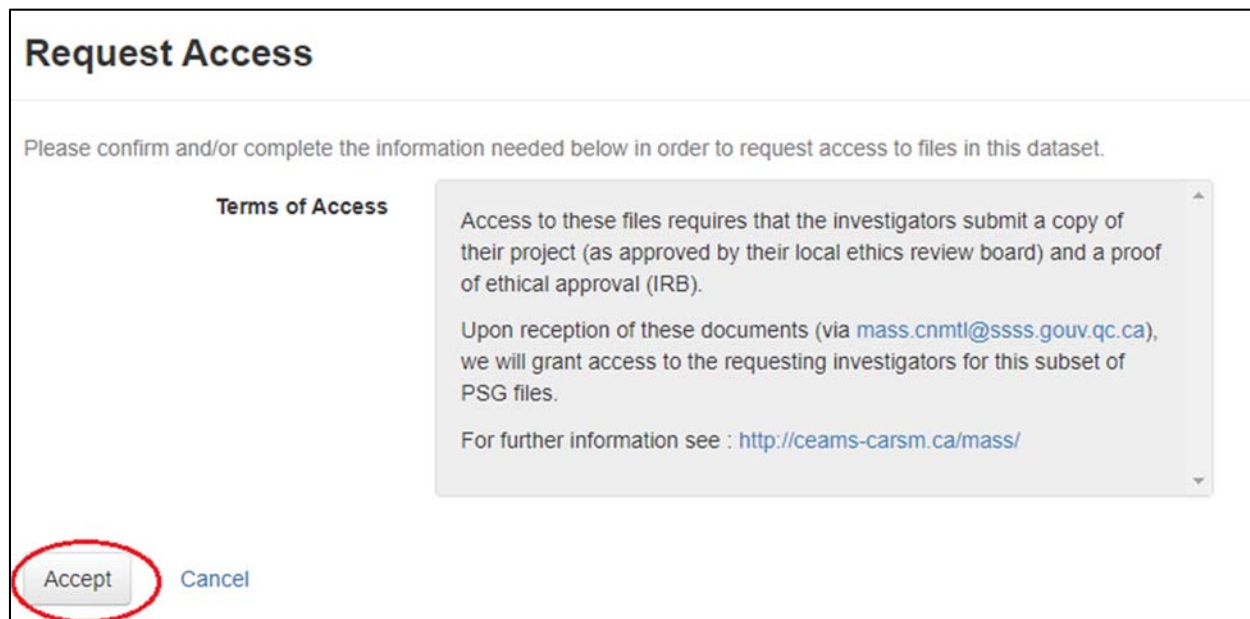 Request Access
Please confirm and/or complete the information needed below in order to request access to files in this dataset.
Terms of Access
Access to these files requires that the investigators submit a copy of
their project (as approved by their local ethics review board) and a proof
of ethical approval (IRB).
Upon reception of these documents (via mass.cnmtl@ssss.gouv.qc.ca),
we will grant access to the requesting investigators for this subset of
PSG files.
For further information see : http://ceams-carsm.ca/mass/
Accept Cancel